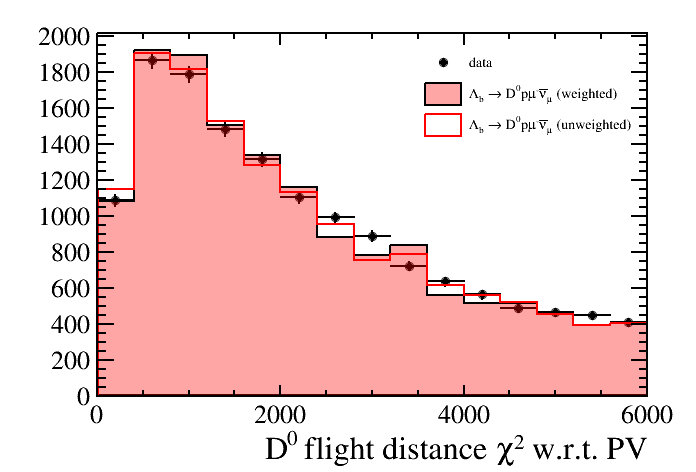 2000
1800
1600
1400
1200
1000
800
600
400
200
0
data
Λb → D⁰pμ ν̅μ (weighted)
Λb → D⁰pμ ν̅μ (unweighted)
0 2000 4000 6000
D⁰ flight distance χ² w.r.t. PV